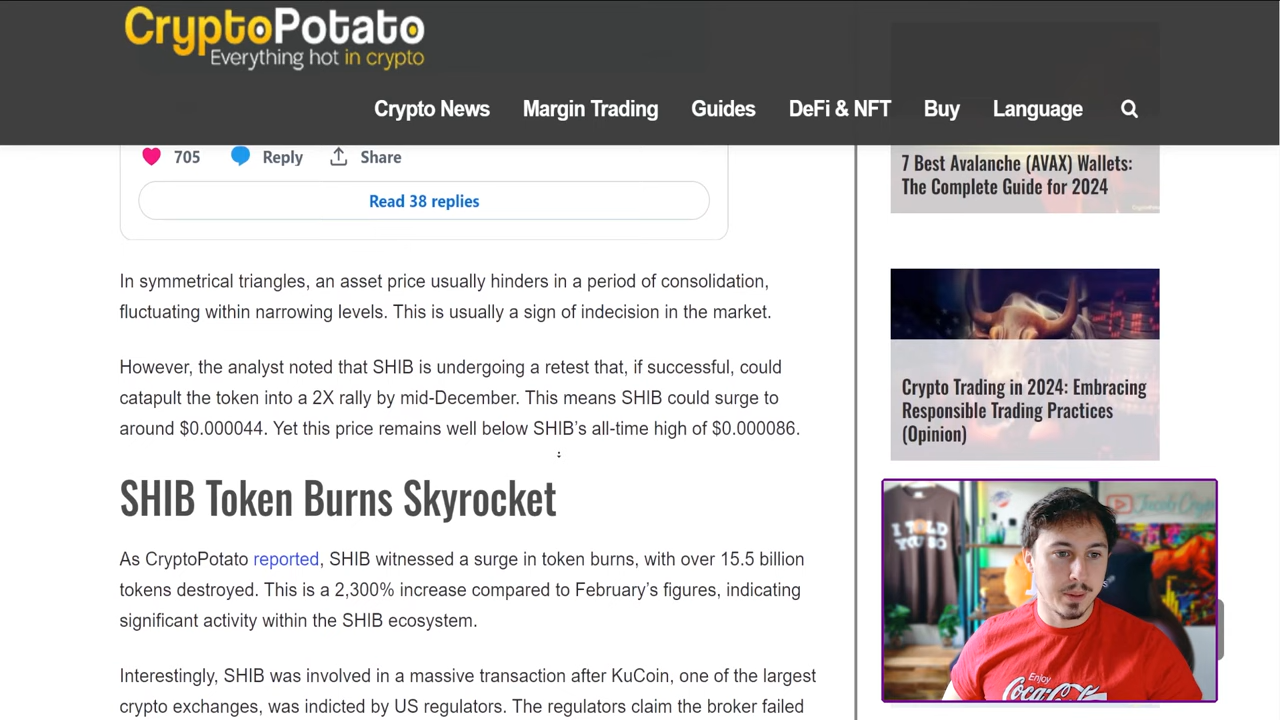 CryptoPotato
Everything hot in crypto
Crypto News
Margin Trading
Guides
DeFi & NFT
Buy
Language
705
Reply
Share
Read 38 replies
In symmetrical triangles, an asset price usually hinders in a period of consolidation,
fluctuating within narrowing levels. This is usually a sign of indecision in the market.
However, the analyst noted that SHIB is undergoing a retest that, if successful, could
catapult the token into a 2X rally by mid-December. This means SHIB could surge to
around $0.000044. Yet this price remains well below SHIB’s all-time high of $0.000086.
SHIB Token Burns Skyrocket
As CryptoPotato reported, SHIB witnessed a surge in token burns, with over 15.5 billion
tokens destroyed. This is a 2,300% increase compared to February’s figures, indicating
significant activity within the SHIB ecosystem.
Interestingly, SHIB was involved in a massive transaction after KuCoin, one of the largest
crypto exchanges, was indicted by US regulators. The regulators claim the broker failed
7 Best Avalanche (AVAX) Wallets:
The Complete Guide for 2024
Crypto Trading in 2024: Embracing
Responsible Trading Practices
(Opinion)
I TOLD
YOU SO
Enjoy
Coca-C